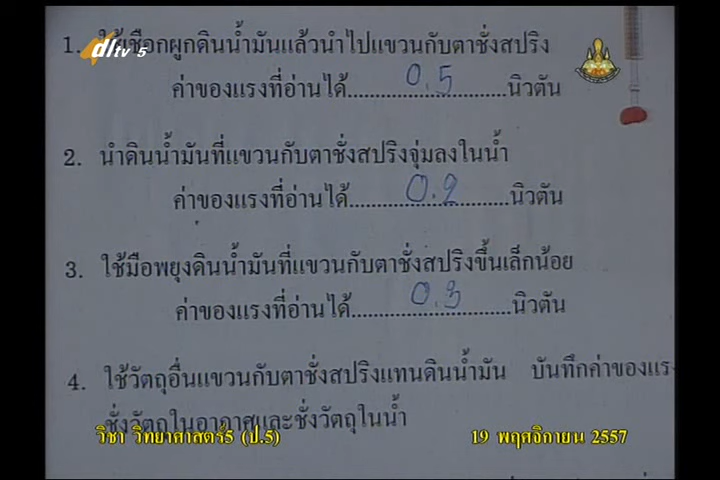 dltv 5
1. ใช้เชือกผูกดินน้ำมันแล้วนำไปแขวนกับตาชั่งสปริง
ค่าของแรงที่อ่านได้..........0.5..........นิวตัน
2. นำดินน้ำมันที่แขวนกับตาชั่งสปริงจุ่มลงในน้ำ
ค่าของแรงที่อ่านได้..........0.2..........นิวตัน
3. ใช้มือพยุงดินน้ำมันที่แขวนกับตาชั่งสปริงขึ้นเล็กน้อย
ค่าของแรงที่อ่านได้..........0.3..........นิวตัน
4. ใช้วัตถุอื่นแขวนกับตาชั่งสปริงแทนดินน้ำมัน บันทึกค่าของแรง
ชั่งวัตถุในอากาศและชั่งวัตถุในน้ำ
วิชา วิทยาศาสตร์5 (ป.5)
19 พฤศจิกายน 2557